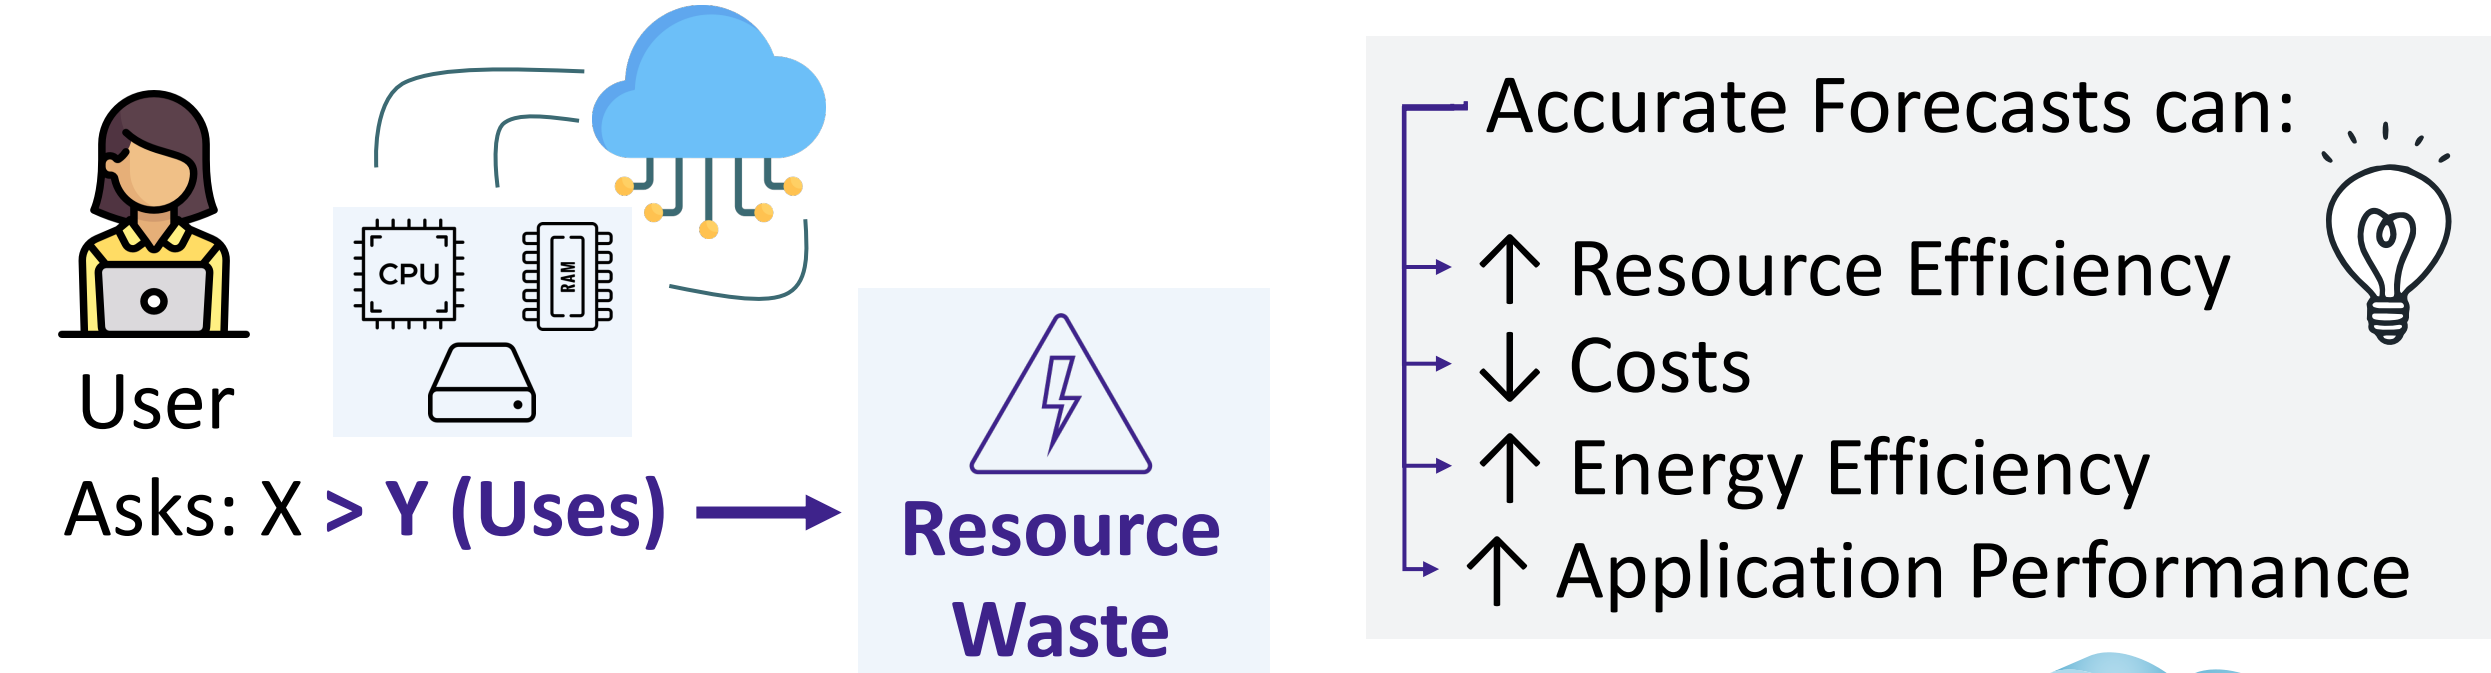 CPU
RAM
User
Asks: X > Y (Uses)
Resource
Waste
Accurate Forecasts can:
↑ Resource Efficiency
↓ Costs
↑ Energy Efficiency
↑ Application Performance